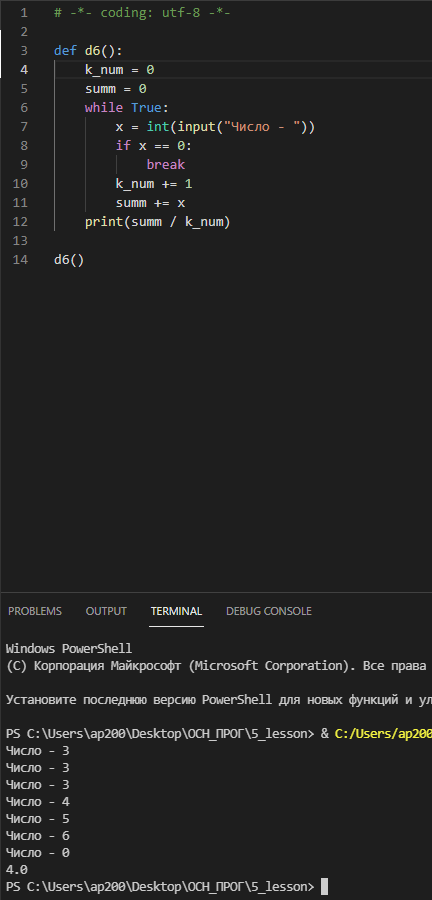 1 # -*- coding: utf-8 -*-
2
3 def d6():
4     k_num = 0
5     summ = 0
6     while True:
7         x = int(input("Число - "))
8         if x == 0:
9             break
10         k_num += 1
11         summ += x
12     print(summ / k_num)
13
14 d6()
PROBLEMS OUTPUT TERMINAL DEBUG CONSOLE
Windows PowerShell
(C) Корпорация Майкрософт (Microsoft Corporation). Все права
Установите последнюю версию PowerShell для новых функций и ул
PS C:\Users\ap200\Desktop\ОСН_ПРОГ\5_lesson> & C:/Users/ap200
Число - 3
Число - 3
Число - 3
Число - 4
Число - 5
Число - 6
Число - 0
4.0
PS C:\Users\ap200\Desktop\ОСН_ПРОГ\5_lesson>